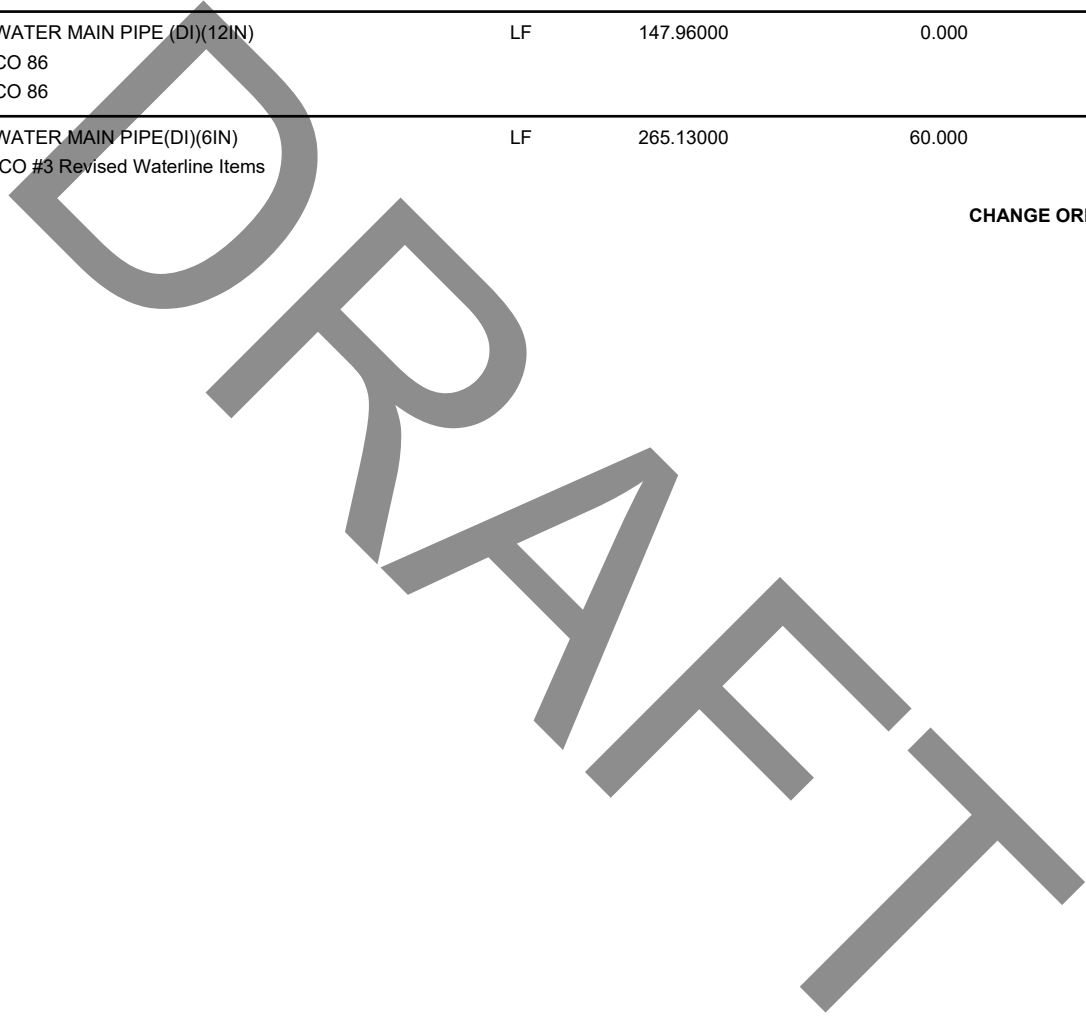 WATER MAIN PIPE (DI)(12IN) LF 147.96000 0.000
CO 86
CO 86
WATER MAIN PIPE(DI)(6IN) LF 265.13000 60.000
CO #3 Revised Waterline Items
CHANGE OR
DRAFT